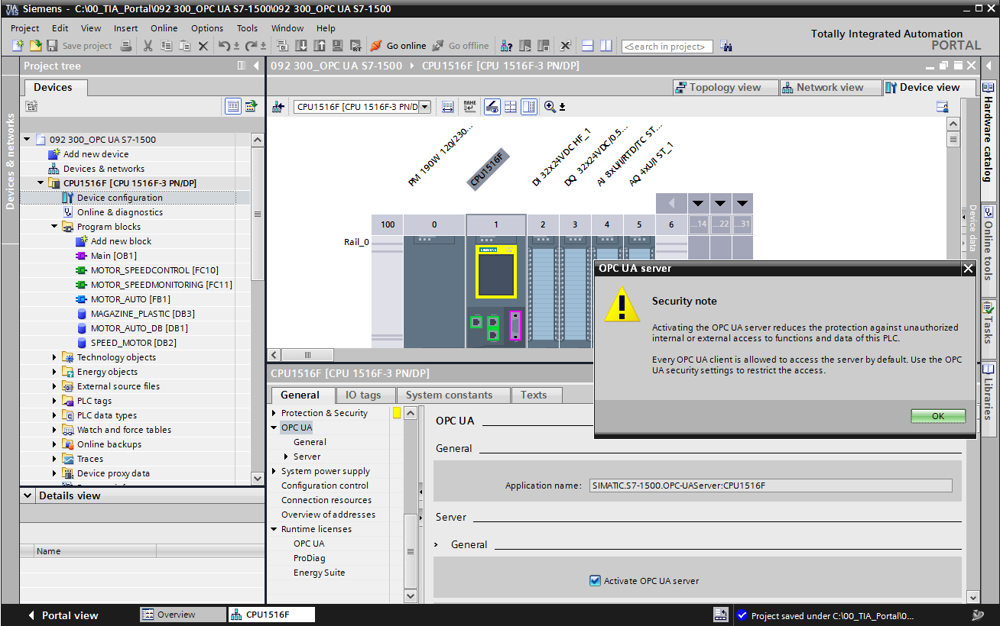 Siemens - C:\00_TIA_Portal\092 300_OPC UA S7-1500\092 300_OPC UA S7-1500
Project Edit View Insert Online Options Tools Window Help
Totally Integrated Automation
PORTAL
Save project
Go online
Go offline
<Search in project>
Project tree
Devices
Devices & networks
092 300_OPC UA S7-1500
Add new device
Devices & networks
CPU1516F [CPU 1516F-3 PN/DP]
Device configuration
Online & diagnostics
Program blocks
Add new block
Main [OB1]
MOTOR_SPEEDCONTROL [FC10]
MOTOR_SPEEDMONITORING [FC11]
MOTOR_AUTO [FB1]
MAGAZINE_PLASTIC [DB3]
MOTOR_AUTO_DB [DB1]
SPEED_MOTOR [DB2]
Technology objects
Energy objects
External source files
PLC tags
PLC data types
Watch and force tables
Online backups
Traces
Device proxy data
Details view
Name
092 300_OPC UA S7-1500 CPU1516F [CPU 1516F-3 PN/DP]
Topology view
Network view
Device view
CPU1516F [CPU 1516F-3 PN/D
PM 190W 120/230...
CPU1516F
DI 32x24VDC HF_1
DQ 32x24VDC/0.5...
AI 8xU/I/RTD/TC ST...
AQ 4xU/I ST_1
100 0 1 2 3 4 5 6 ...14 ...22 ...31
Rail_0
SIEMENS
Device data
OPC UA server
Security note
Activating the OPC UA server reduces the protection against unauthorized
internal or external access to functions and data of this PLC.
Every OPC UA client is allowed to access the server by default. Use the OPC
UA security settings to restrict the access.
OK
CPU1516F [CPU 1516F-3 PN/DP]
General
IO tags
System constants
Texts
Protection & Security
OPC UA
General
Server
System power supply
Configuration control
Connection resources
Overview of addresses
Runtime licenses
OPC UA
ProDiag
Energy Suite
OPC UA
General
Application name: SIMATIC.S7-1500.OPC-UAServer:CPU1516F
Server
General
Activate OPC UA server
Hardware catalog
Online tools
Tasks
Libraries
Portal view
Overview
CPU1516F
Project saved under C:\00_TIA_Portal\0...